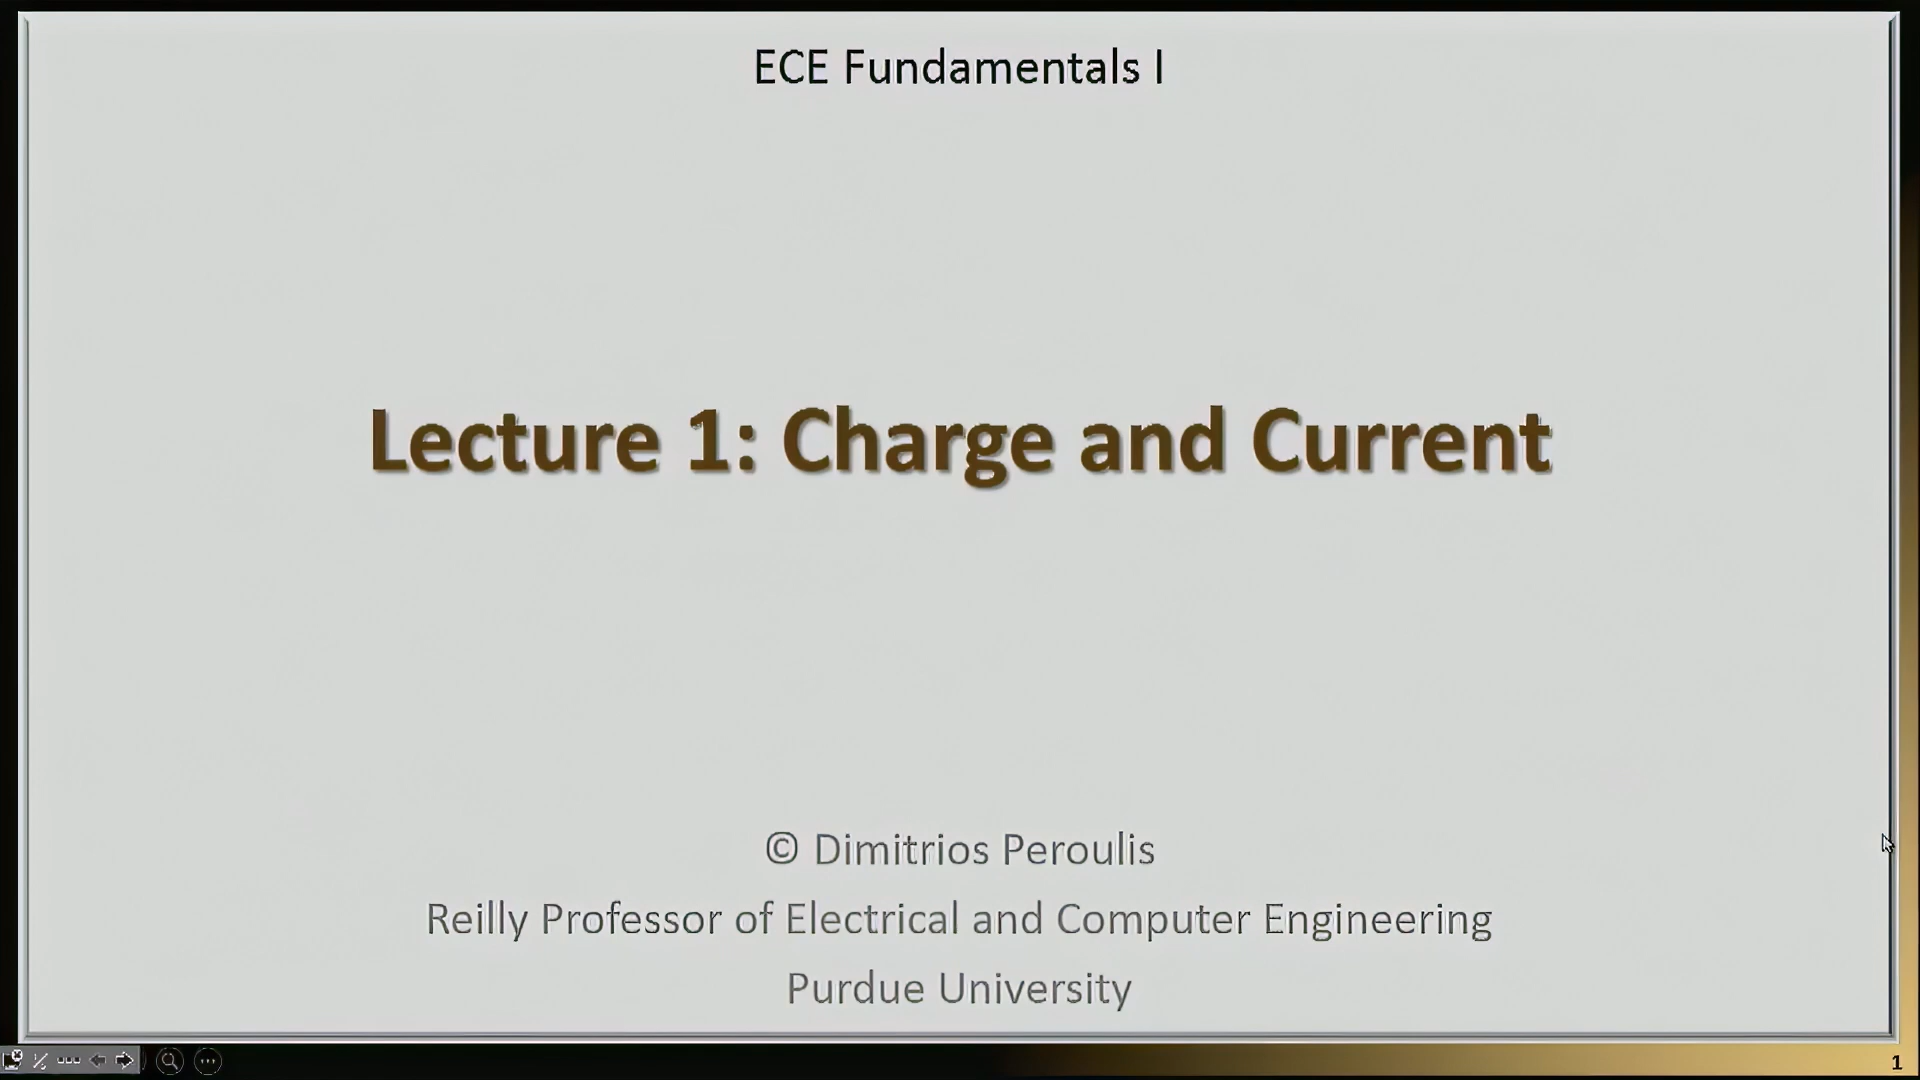 ECE Fundamentals I
Lecture 1: Charge and Current
© Dimitrios Peroulis
Reilly Professor of Electrical and Computer Engineering
Purdue University
1